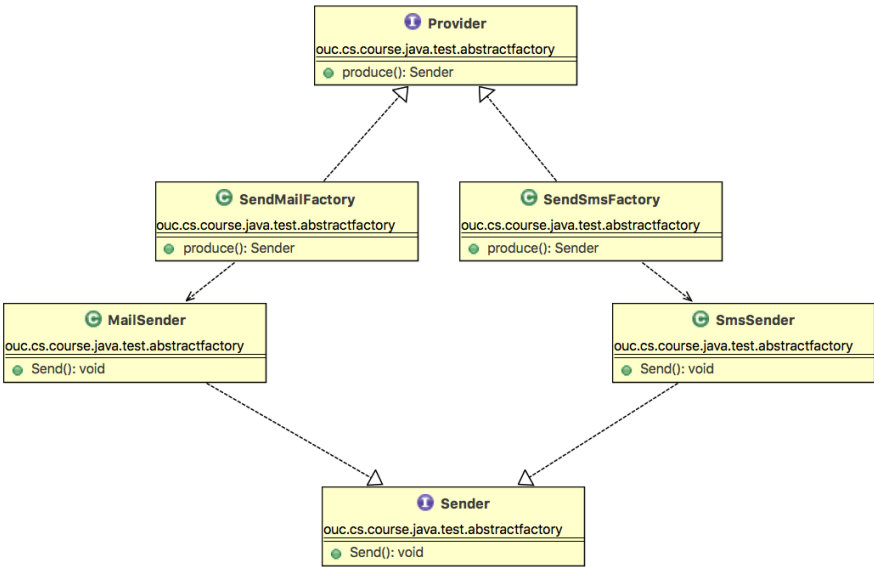 I Provider
ouc.cs.course.java.test.abstractfactory
produce(): Sender
C SendMailFactory
ouc.cs.course.java.test.abstractfactory
produce(): Sender
C SendSmsFactory
ouc.cs.course.java.test.abstractfactory
produce(): Sender
C MailSender
ouc.cs.course.java.test.abstractfactory
Send(): void
C SmsSender
ouc.cs.course.java.test.abstractfactory
Send(): void
I Sender
ouc.cs.course.java.test.abstractfactory
Send(): void